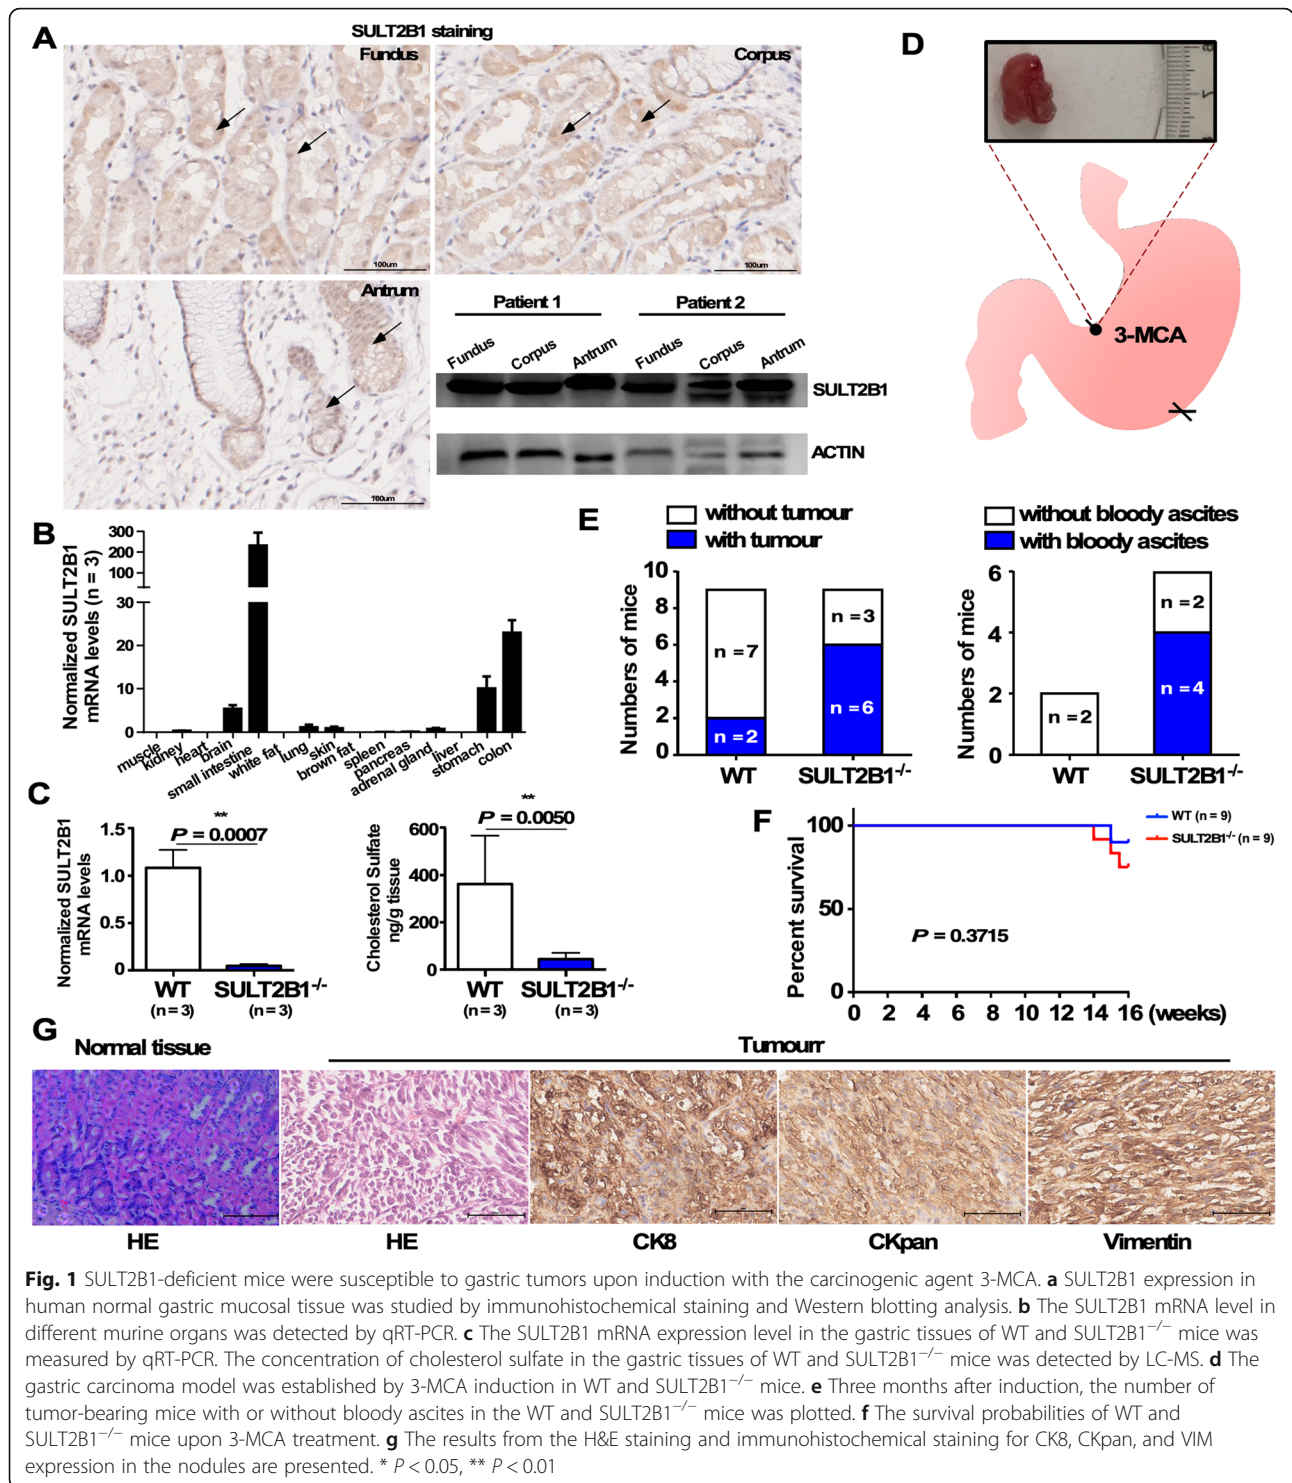 A
SULT2B1 staining
Fundus
Corpus
100um
100um
Antrum
100um
Patient 1
Patient 2
Fundus
Corpus
Antrum
Fundus
Corpus
Antrum
SULT2B1
ACTIN
D
3-MCA
B
Normalized SULT2B1
mRNA levels (n = 3)
300
200
100
30
20
10
0
muscle
kidney
heart
brain
small intestine
white fat
lung
skin
brown fat
spleen
pancreas
adrenal gland
liver
stomach
colon
E
without tumour
with tumour
Numbers of mice
10
8
6
4
2
0
n = 7
n = 2
n = 3
n = 6
WT
SULT2B1-/-
without bloody ascites
with bloody ascites
Numbers of mice
6
4
2
0
n = 2
n = 2
n = 4
WT
SULT2B1-/-
C
Normalized SULT2B1
mRNA levels
1.5
1.0
0.5
0
**
P = 0.0007
WT
(n = 3)
SULT2B1-/-
(n = 3)
Cholesterol Sulfate
ng/g tissue
600
400
200
0
**
P = 0.0050
WT
(n = 3)
SULT2B1-/-
(n = 3)
F
Percent survival
100
50
0
P = 0.3715
WT (n = 9)
SULT2B1-/- (n = 9)
0 2 4 6 8 10 12 14 16 (weeks)
G
Normal tissue
Tumourr
HE
HE
CK8
CKpan
Vimentin
Fig. 1 SULT2B1-deficient mice were susceptible to gastric tumors upon induction with the carcinogenic agent 3-MCA. a SULT2B1 expression in
human normal gastric mucosal tissue was studied by immunohistochemical staining and Western blotting analysis. b The SULT2B1 mRNA level in
different murine organs was detected by qRT-PCR. c The SULT2B1 mRNA expression level in the gastric tissues of WT and SULT2B1−/− mice was
measured by qRT-PCR. The concentration of cholesterol sulfate in the gastric tissues of WT and SULT2B1−/− mice was detected by LC-MS. d The
gastric carcinoma model was established by 3-MCA induction in WT and SULT2B1−/− mice. e Three months after induction, the number of
tumor-bearing mice with or without bloody ascites in the WT and SULT2B1−/− mice was plotted. f The survival probabilities of WT and
SULT2B1−/− mice upon 3-MCA treatment. g The results from the H&E staining and immunohistochemical staining for CK8, CKpan, and VIM
expression in the nodules are presented. * P < 0.05, ** P < 0.01